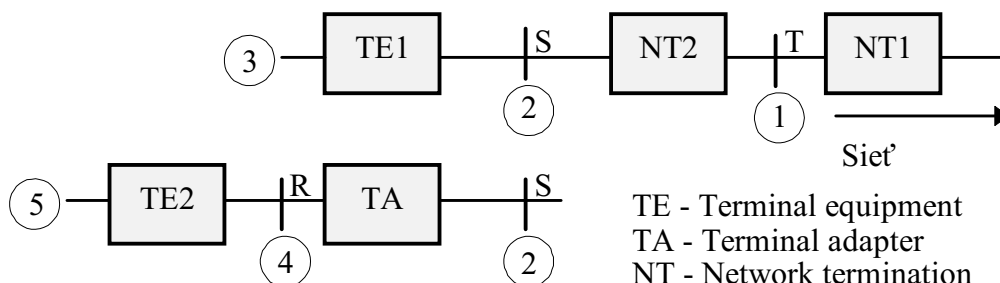 3 TE1 S NT2 T NT1
2 1
Sieť
5 TE2 R TA S
4 2
TE - Terminal equipment
TA - Terminal adapter
NT - Network termination